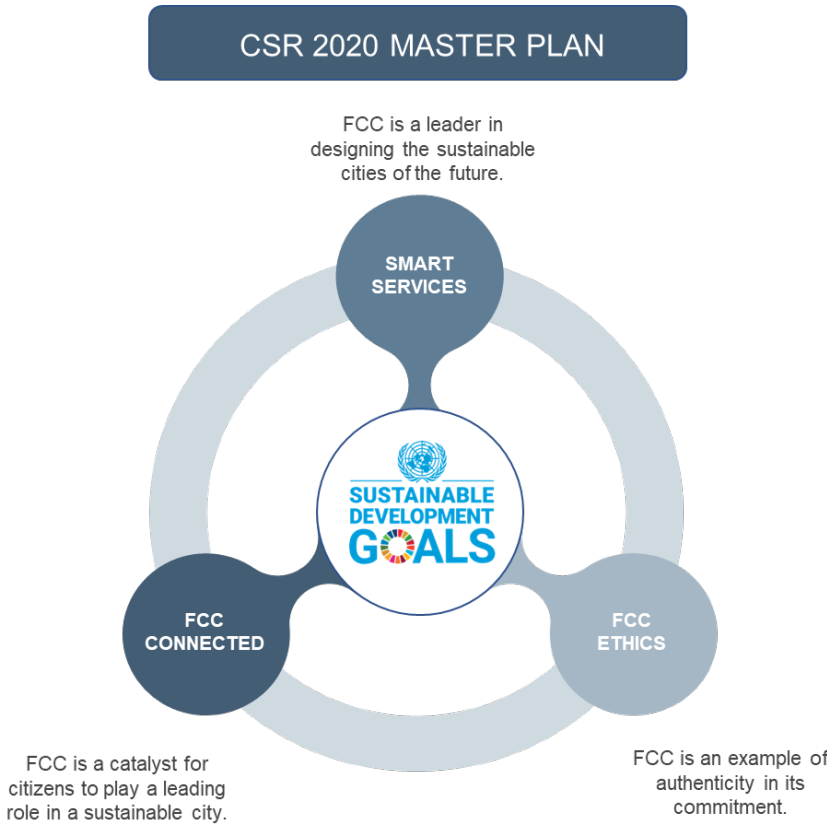 CSR 2020 MASTER PLAN
FCC is a leader in
designing the sustainable
cities of the future.
SMART
SERVICES
SUSTAINABLE
DEVELOPMENT
GOALS
FCC
CONNECTED
FCC
ETHICS
FCC is a catalyst for
citizens to play a leading
role in a sustainable city.
FCC is an example of
authenticity in its
commitment.